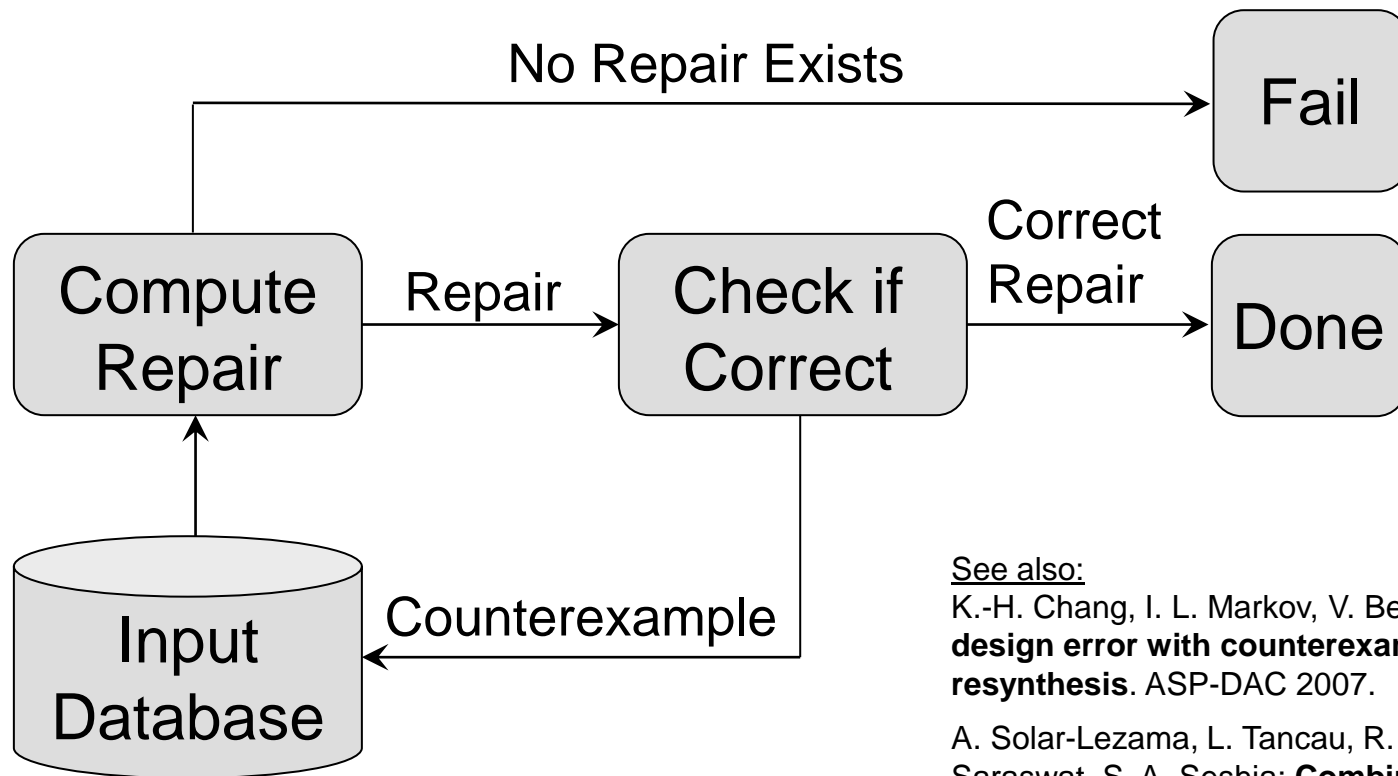 No Repair Exists
Fail
Compute
Repair
Repair
Check if
Correct
Correct
Repair
Done
Input
Database
Counterexample
See also:
K.-H. Chang, I. L. Markov, V. Be
design error with counterexa
resynthesis. ASP-DAC 2007.
A. Solar-Lezama, L. Tancau, R.
Saraswat, S. A. Seshia: Combi